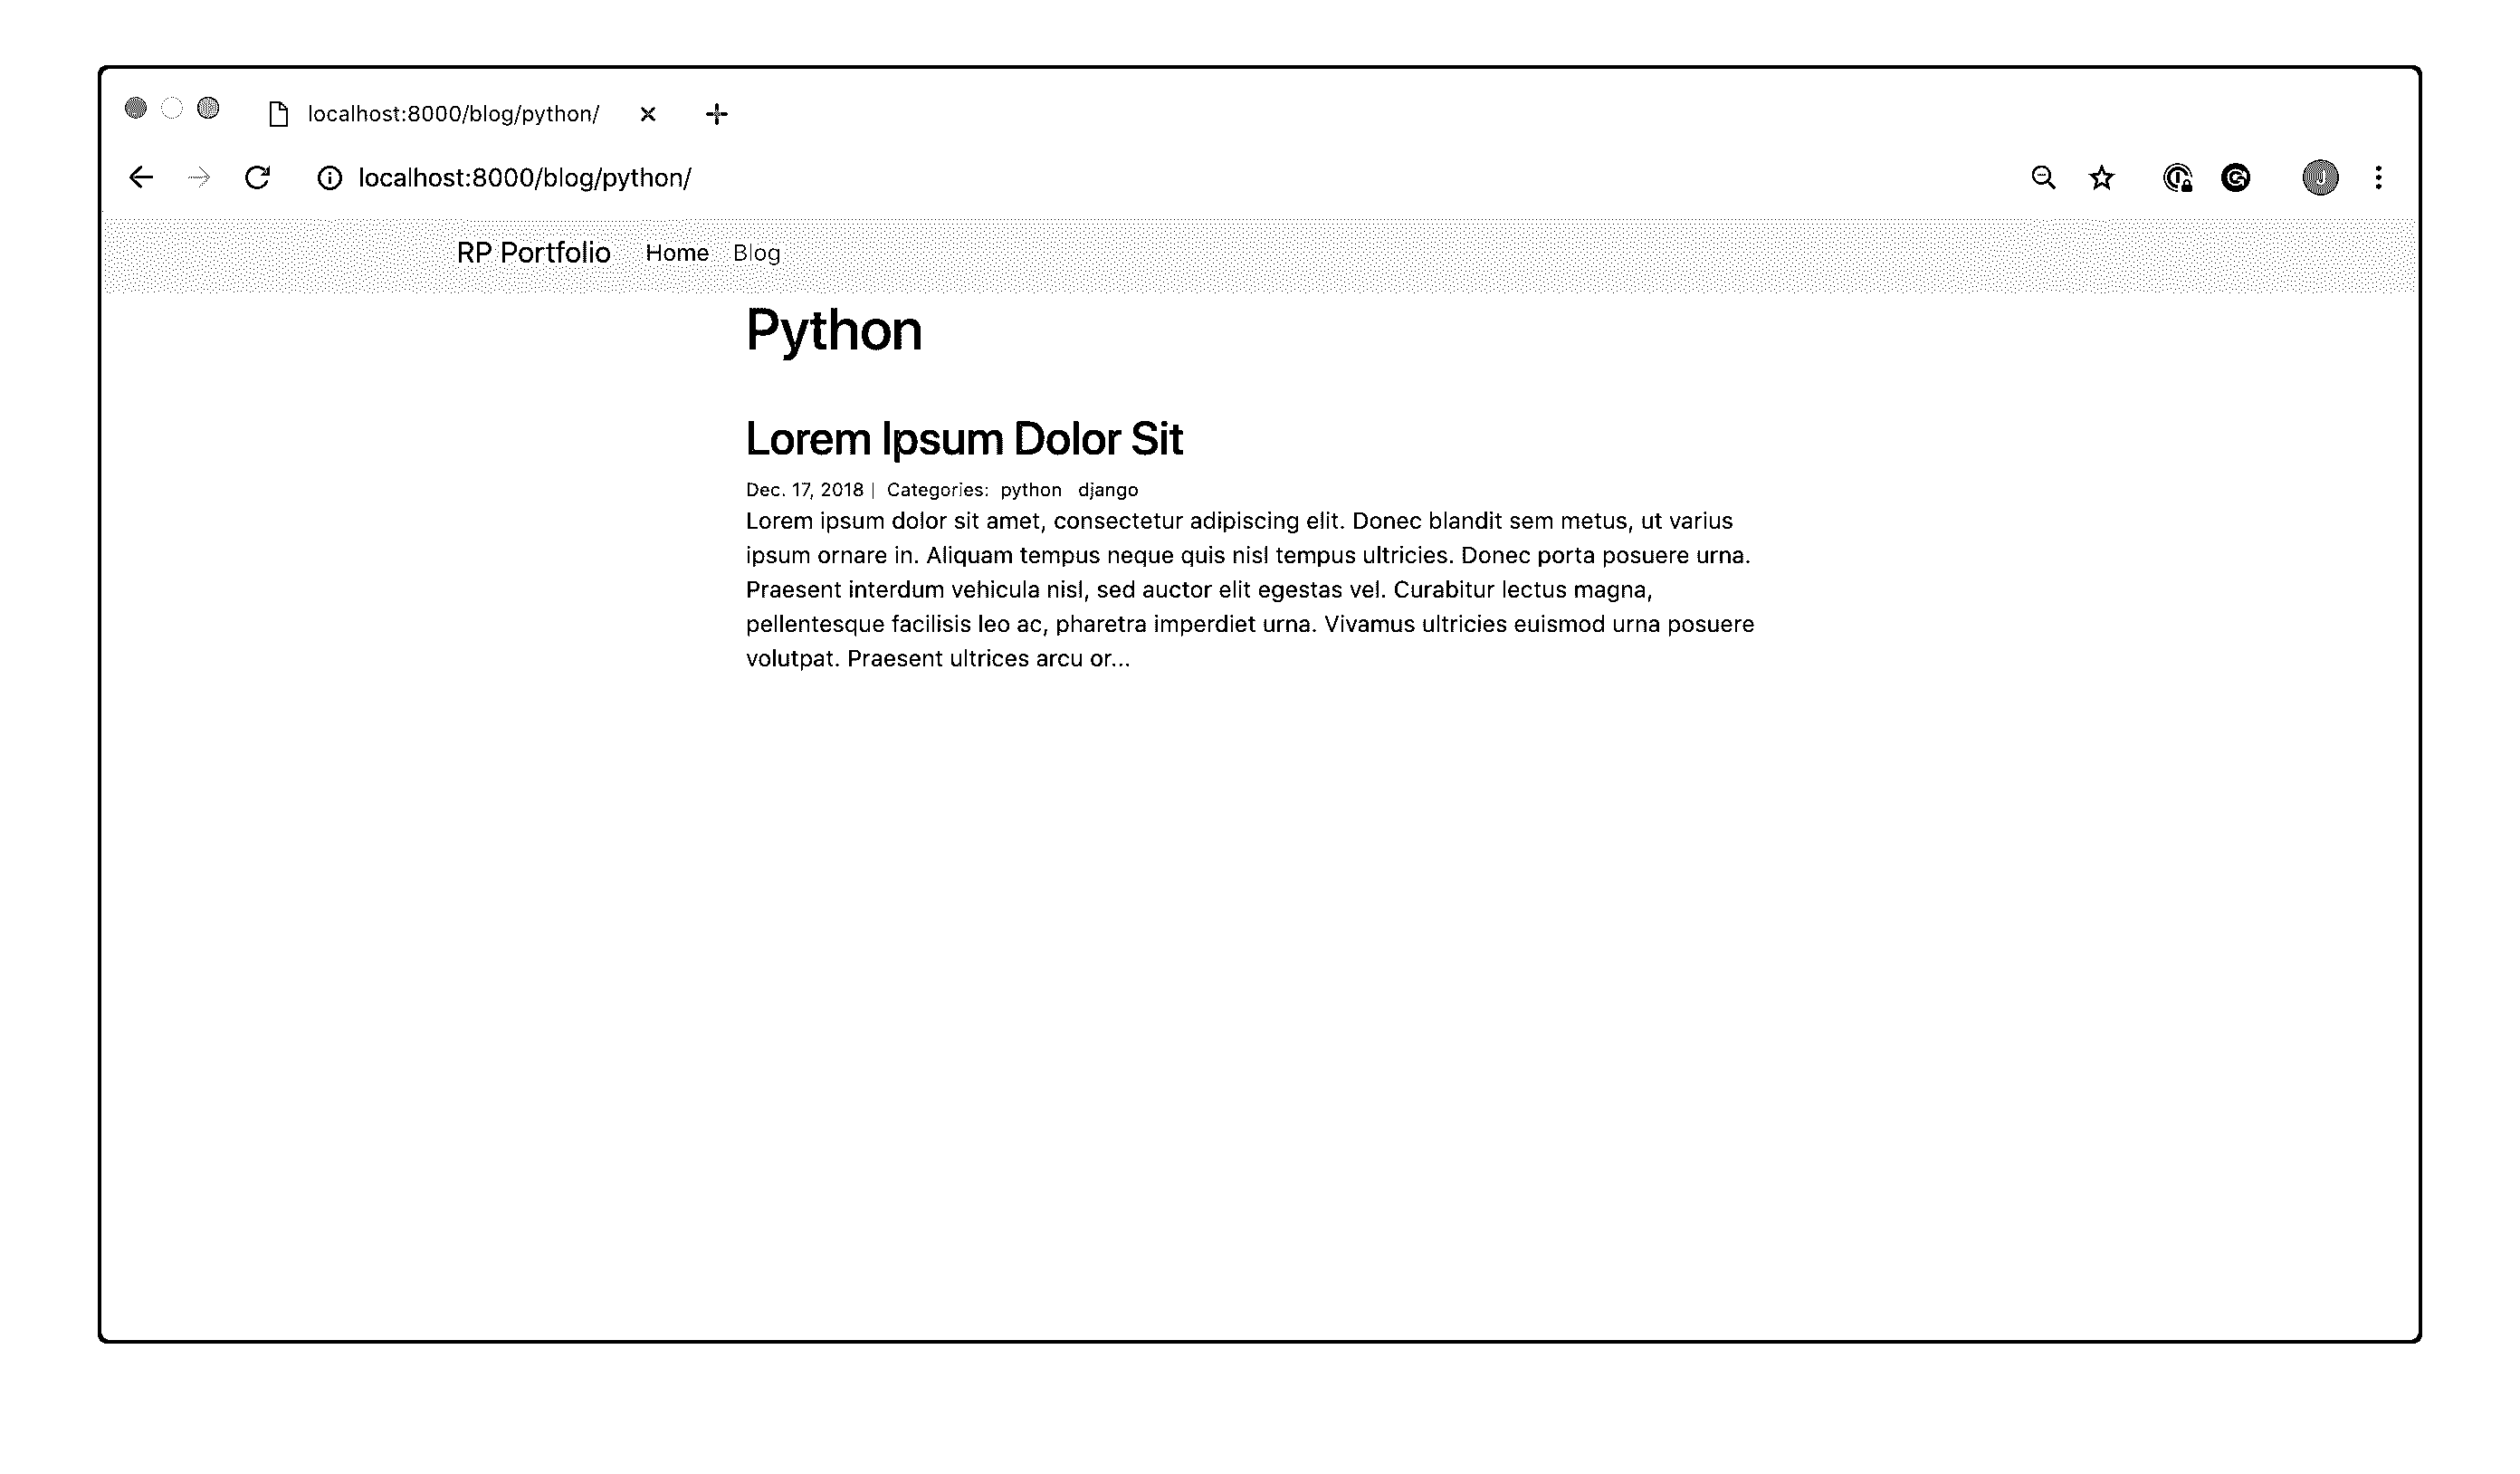 localhost:8000/blog/python/
localhost:8000/blog/python/
J
RP Portfolio Home Blog
Python
Lorem Ipsum Dolor Sit
Dec. 17, 2018 | Categories: python django
Lorem ipsum dolor sit amet, consectetur adipiscing elit. Donec blandit sem metus, ut varius
ipsum ornare in. Aliquam tempus neque quis nisl tempus ultricies. Donec porta posuere urna.
Praesent interdum vehicula nisl, sed auctor elit egestas vel. Curabitur lectus magna,
pellentesque facilisis leo ac, pharetra imperdiet urna. Vivamus ultricies euismod urna posuere
volutpat. Praesent ultrices arcu or...